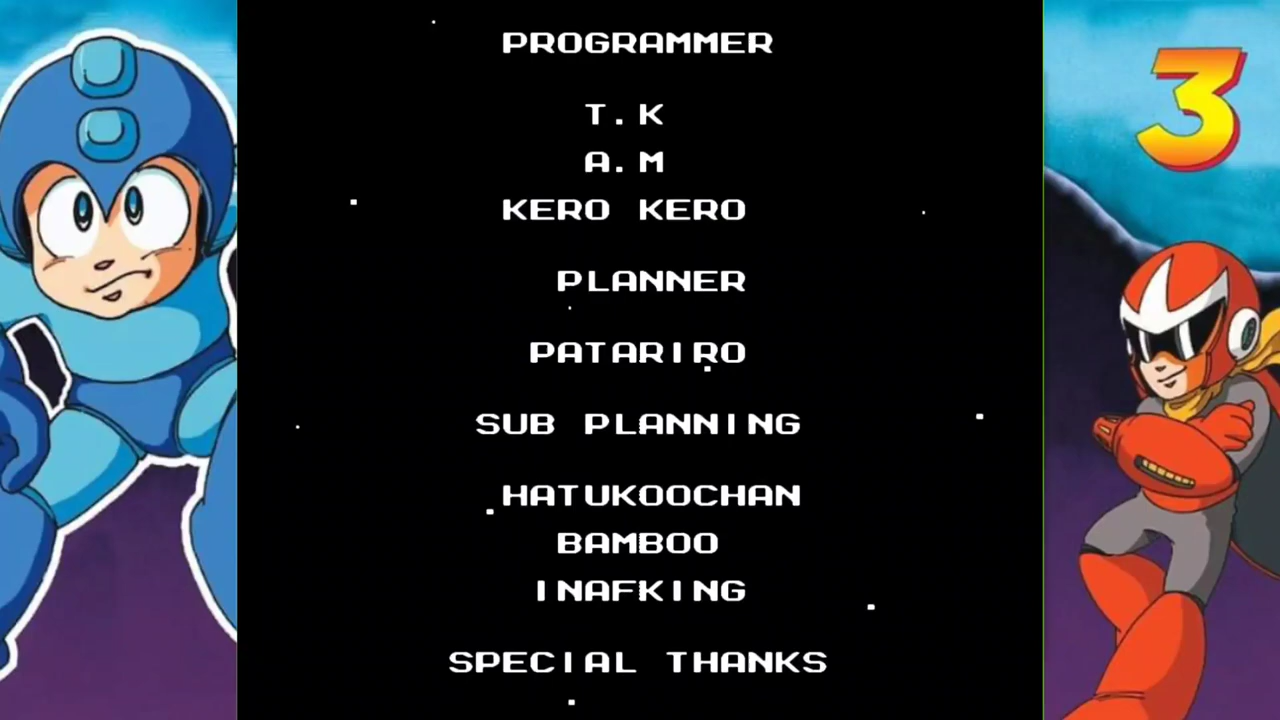 PROGRAMMER
T.K
A.M
KERO KERO
PLANNER
PATARIRO
SUB PLANNING
HATUKOOCHAN
BAMBOO
INAFKING
SPECIAL THANKS
3